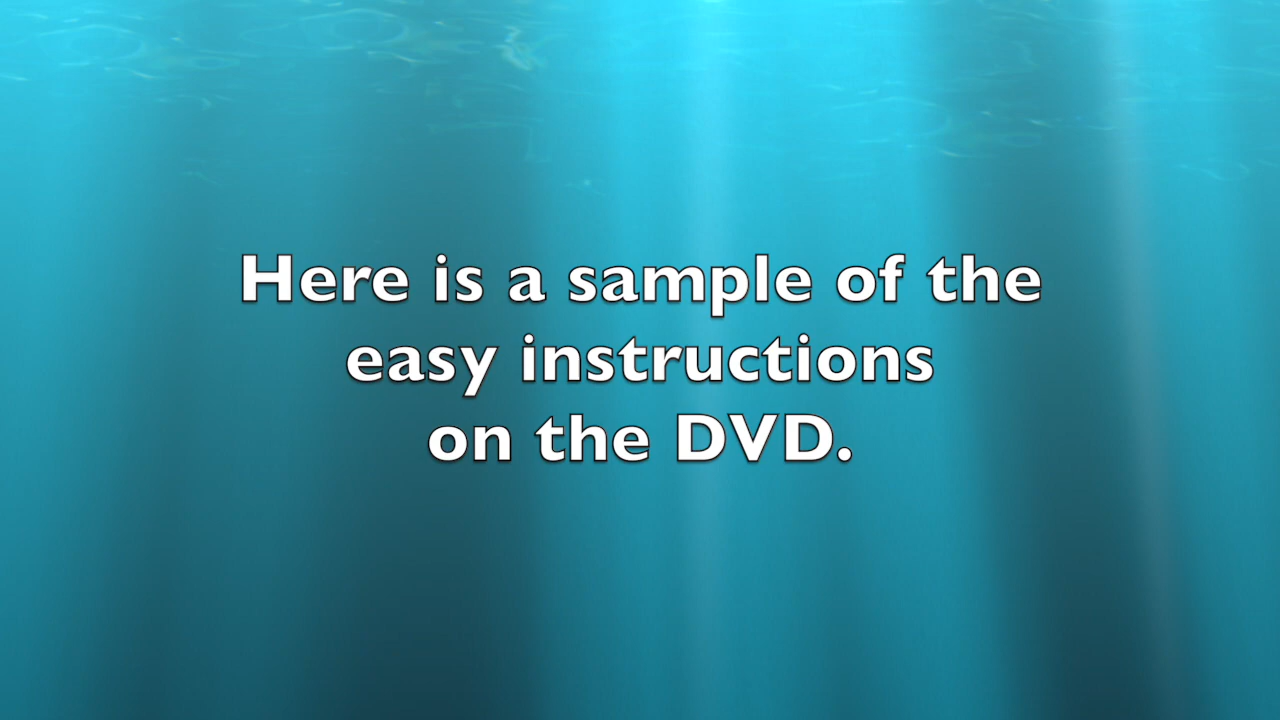 Here is a sample of the
easy instructions
on the DVD.